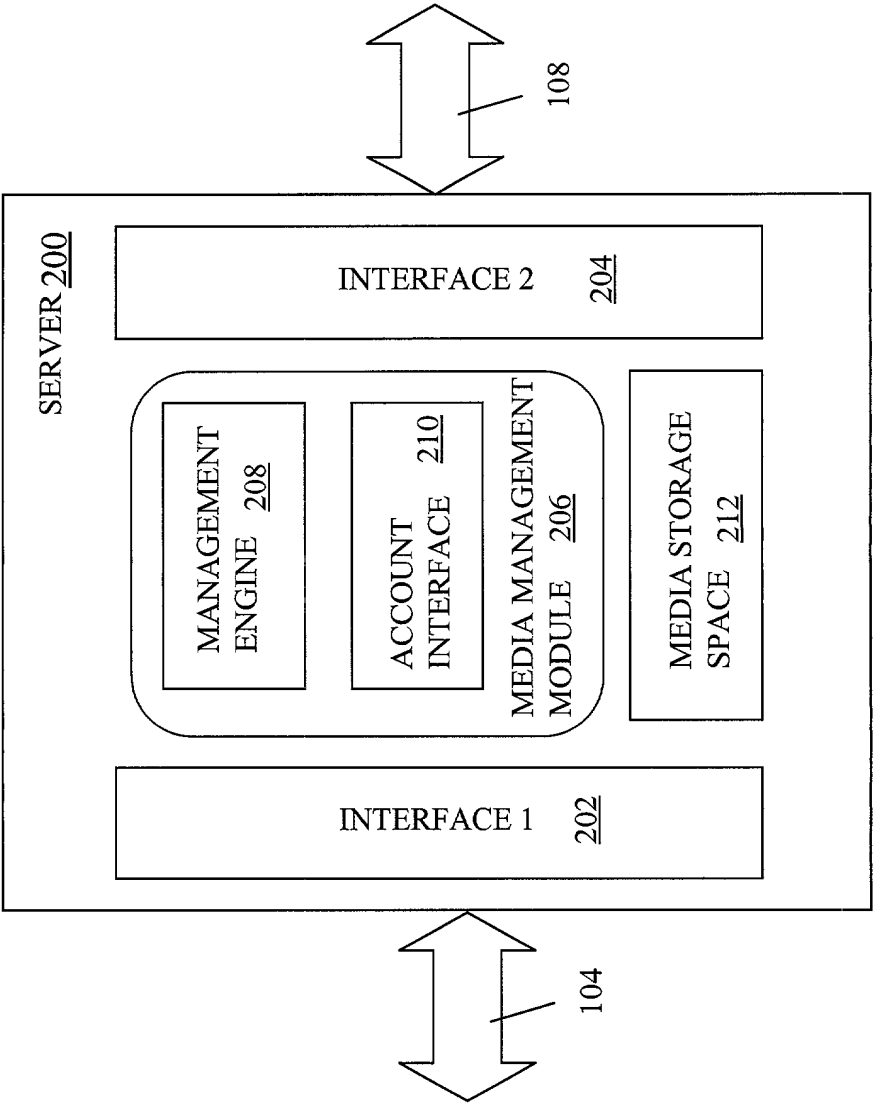 SERVER 200
INTERFACE 1
202
MANAGEMENT
ENGINE 208
ACCOUNT
INTERFACE 210
MEDIA MANAGEMENT
MODULE 206
MEDIA STORAGE
SPACE 212
INTERFACE 2
204
104
108